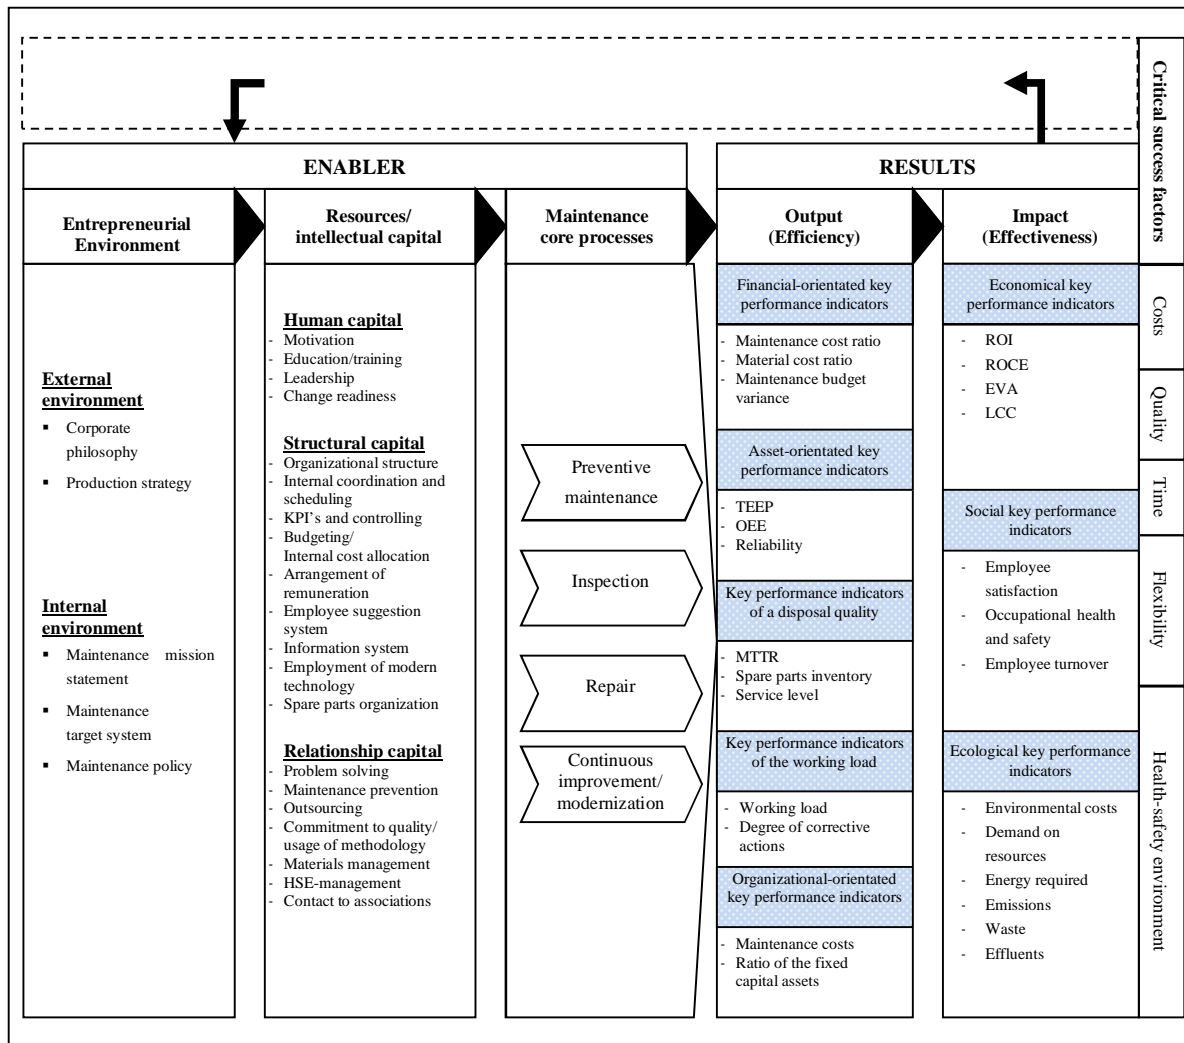 Critical success factors
ENABLER
RESULTS
Entrepreneurial
Environment
Resources/
intellectual capital
Maintenance
core processes
Output
(Efficiency)
Impact
(Effectiveness)
External
environment
▪ Corporate
philosophy
▪ Production strategy
Internal
environment
▪ Maintenance mission
statement
▪ Maintenance
target system
▪ Maintenance policy
Human capital
- Motivation
- Education/training
- Leadership
- Change readiness
Structural capital
- Organizational structure
- Internal coordination and
scheduling
- KPI's and controlling
- Budgeting/
Internal cost allocation
- Arrangement of
remuneration
- Employee suggestion
system
- Information system
- Employment of modern
technology
- Spare parts organization
Relationship capital
- Problem solving
- Maintenance prevention
- Outsourcing
- Commitment to quality/
usage of methodology
- Materials management
- HSE-management
- Contact to associations
Preventive
maintenance
Inspection
Repair
Continuous
improvement/
modernization
Financial-orientated key
performance indicators
- Maintenance cost ratio
- Material cost ratio
- Maintenance budget
variance
Asset-orientated key
performance indicators
- TEEP
- OEE
- Reliability
Key performance indicators
of a disposal quality
- MTTR
- Spare parts inventory
- Service level
Key performance indicators
of the working load
- Working load
- Degree of corrective
actions
Organizational-orientated
key performance indicators
- Maintenance costs
- Ratio of the fixed
capital assets
Economical key
performance indicators
- ROI
- ROCE
- EVA
- LCC
Social key performance
indicators
- Employee
satisfaction
- Occupational health
and safety
- Employee turnover
Ecological key performance
indicators
- Environmental costs
- Demand on
resources
- Energy required
- Emissions
- Waste
- Effluents
Costs
Quality
Time
Flexibility
Health-safety environment